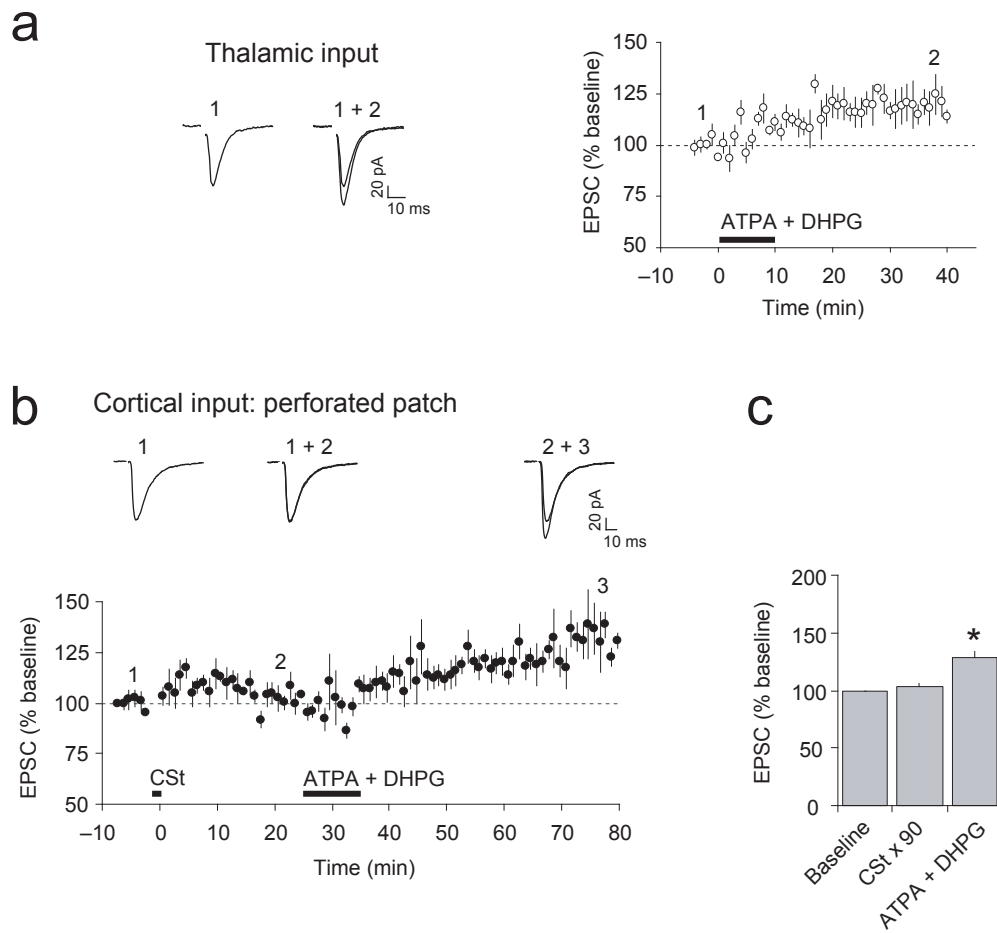 a
Thalamic input
1
1 + 2
20 pA
10 ms
EPSC (% baseline)
150
125
100
75
50
1
2
ATPA + DHPG
–10 0 10 20 30 40
Time (min)
b
Cortical input: perforated patch
1
1 + 2
2 + 3
20 pA
10 ms
EPSC (% baseline)
150
125
100
75
50
1
2
3
CSt
ATPA + DHPG
–10 0 10 20 30 40 50 60 70 80
Time (min)
c
EPSC (% baseline)
200
150
100
50
0
*
Baseline
CSt x 90
ATPA + DHPG